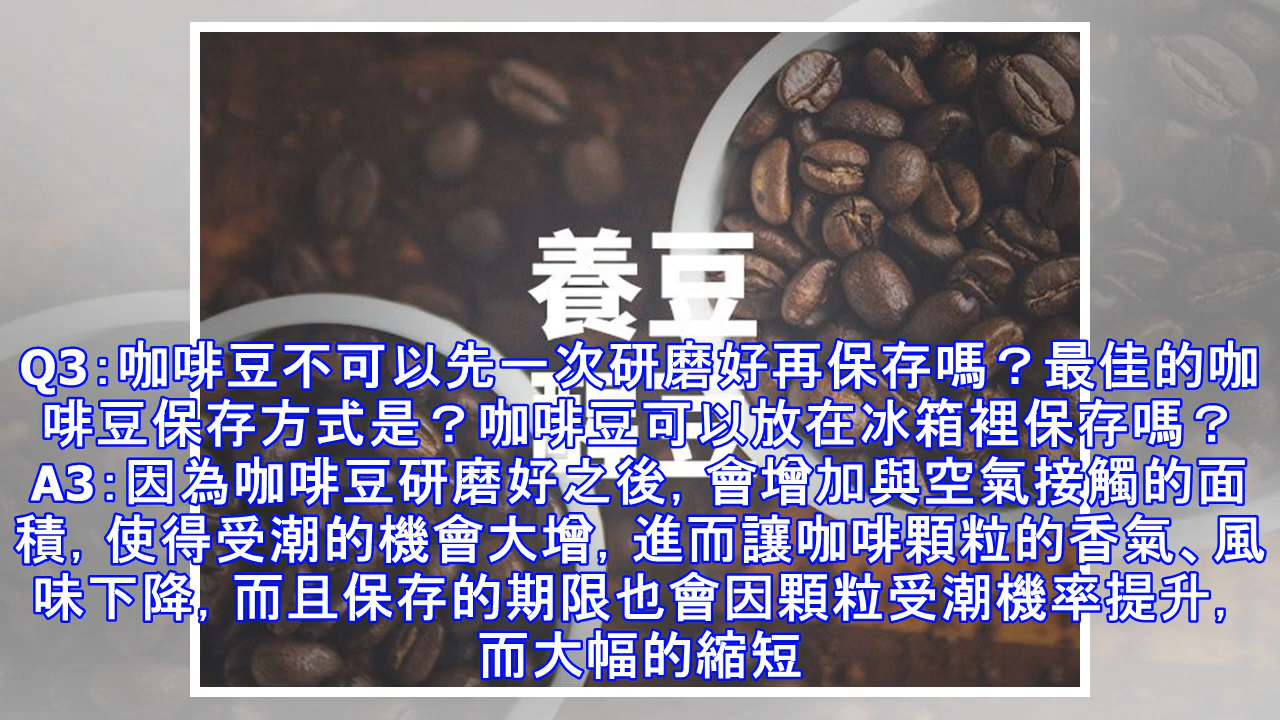 養豆
Q3:咖啡豆不可以先一次研磨好再保存嗎？最佳的咖
啡豆保存方式是？咖啡豆可以放在冰箱裡保存嗎？
A3:因為咖啡豆研磨好之後, 會增加與空氣接觸的面
積, 使得受潮的機會大增, 進而讓咖啡顆粒的香氣、風
味下降, 而且保存的期限也會因顆粒受潮機率提升,
而大幅的縮短